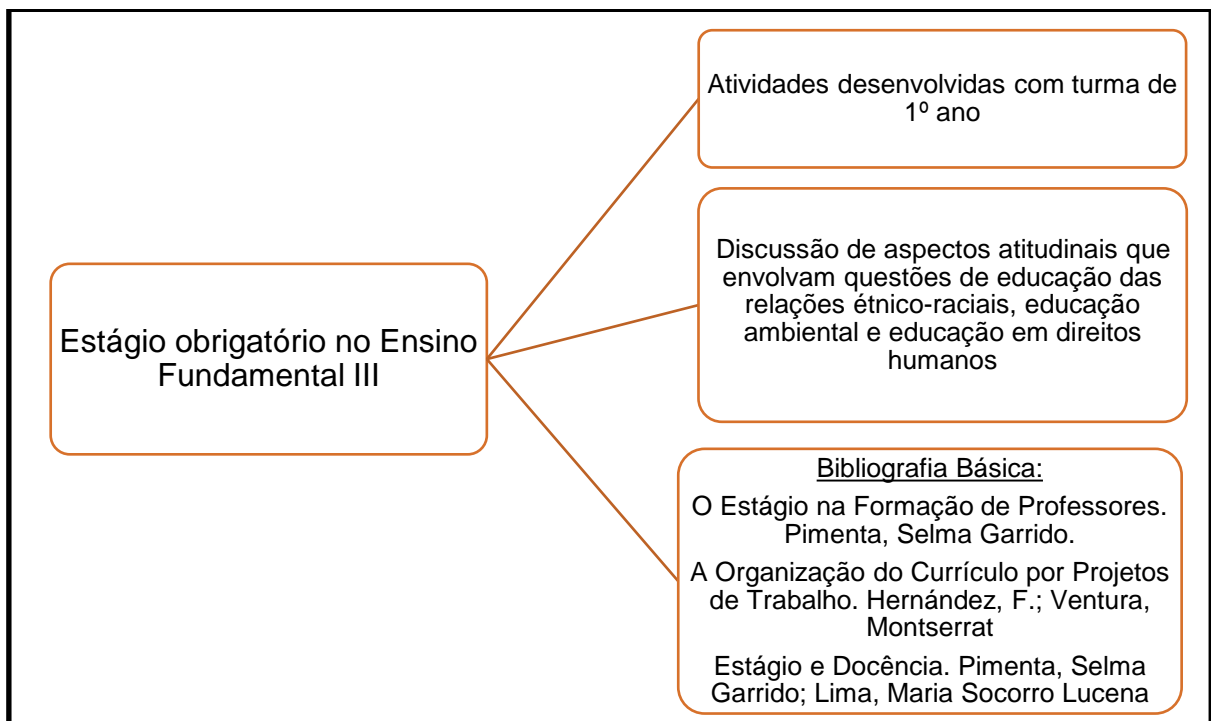 Estágio obrigatório no Ensino
Fundamental III
Atividades desenvolvidas com turma de
1º ano
Discussão de aspectos atitudinais que
envolvam questões de educação das
relações étnico-raciais, educação
ambiental e educação em direitos
humanos
Bibliografia Básica:
O Estágio na Formação de Professores.
Pimenta, Selma Garrido.
A Organização do Currículo por Projetos
de Trabalho. Hernández, F.; Ventura,
Montserrat
Estágio e Docência. Pimenta, Selma
Garrido; Lima, Maria Socorro Lucena